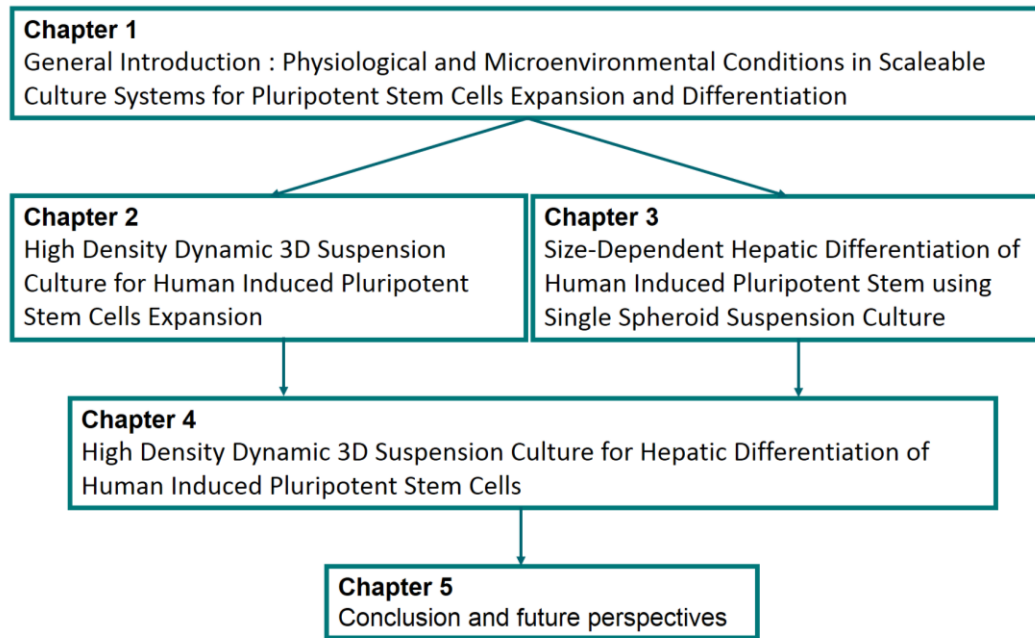 Chapter 1
General Introduction : Physiological and Microenvironmental Conditions in Scaleable
Culture Systems for Pluripotent Stem Cells Expansion and Differentiation
Chapter 2
High Density Dynamic 3D Suspension
Culture for Human Induced Pluripotent
Stem Cells Expansion
Chapter 3
Size-Dependent Hepatic Differentiation of
Human Induced Pluripotent Stem using
Single Spheroid Suspension Culture
Chapter 4
High Density Dynamic 3D Suspension Culture for Hepatic Differentiation of
Human Induced Pluripotent Stem Cells
Chapter 5
Conclusion and future perspectives